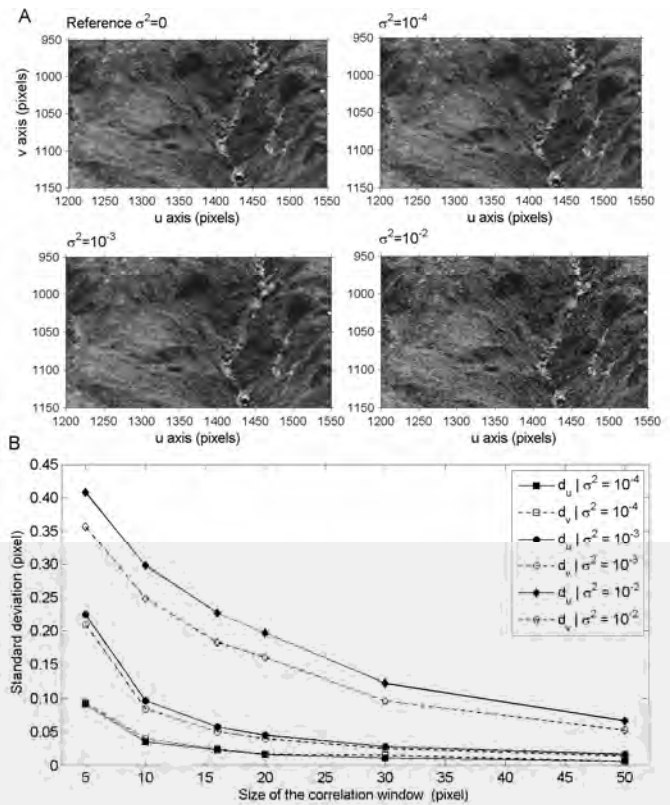 A
Reference σ²=0
σ²=10⁻⁴
950
1000
1050
1100
1150
v axis (pixels)
1200 1250 1300 1350 1400 1450 1500 1550
u axis (pixels)
950
1000
1050
1100
1150
1200 1250 1300 1350 1400 1450 1500 1550
u axis (pixels)
σ²=10⁻³
σ²=10⁻²
950
1000
1050
1100
1150
1200 1250 1300 1350 1400 1450 1500 1550
u axis (pixels)
950
1000
1050
1100
1150
1200 1250 1300 1350 1400 1450 1500 1550
u axis (pixels)
B
0.45
0.40
0.35
0.30
0.25
0.20
0.15
0.10
0.05
0
Standard deviation (pixel)
d_u | σ² = 10⁻⁴
d_v | σ² = 10⁻⁴
d_u | σ² = 10⁻³
d_v | σ² = 10⁻³
d_u | σ² = 10⁻²
d_v | σ² = 10⁻²
5 10 15 20 25 30 35 40 45 50
Size of the correlation window (pixel)